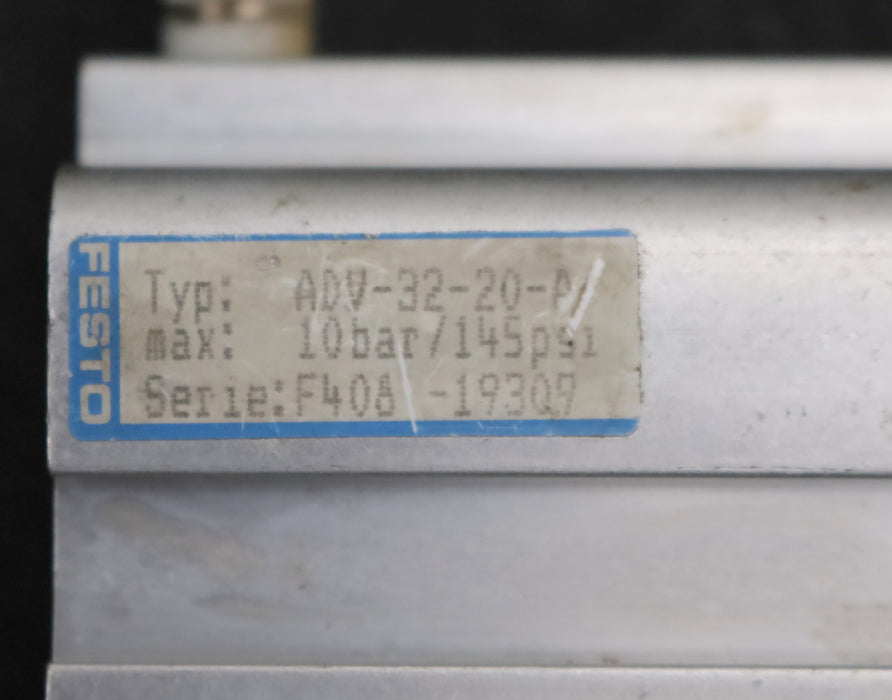 FESTO
Typ: ADV-32-20-A
max: 10bar/145psi
Serie: F408 -19309